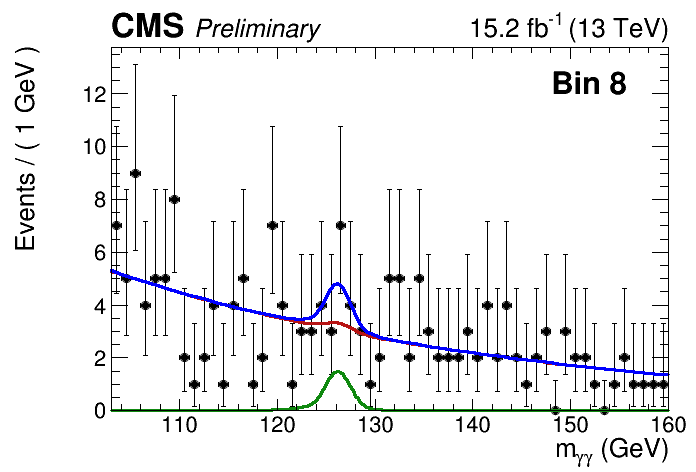 CMS Preliminary 15.2 fb⁻¹ (13 TeV)
Bin 8
Events / ( 1 GeV )
12
10
8
6
4
2
0
110 120 130 140 150 160
mγγ (GeV)